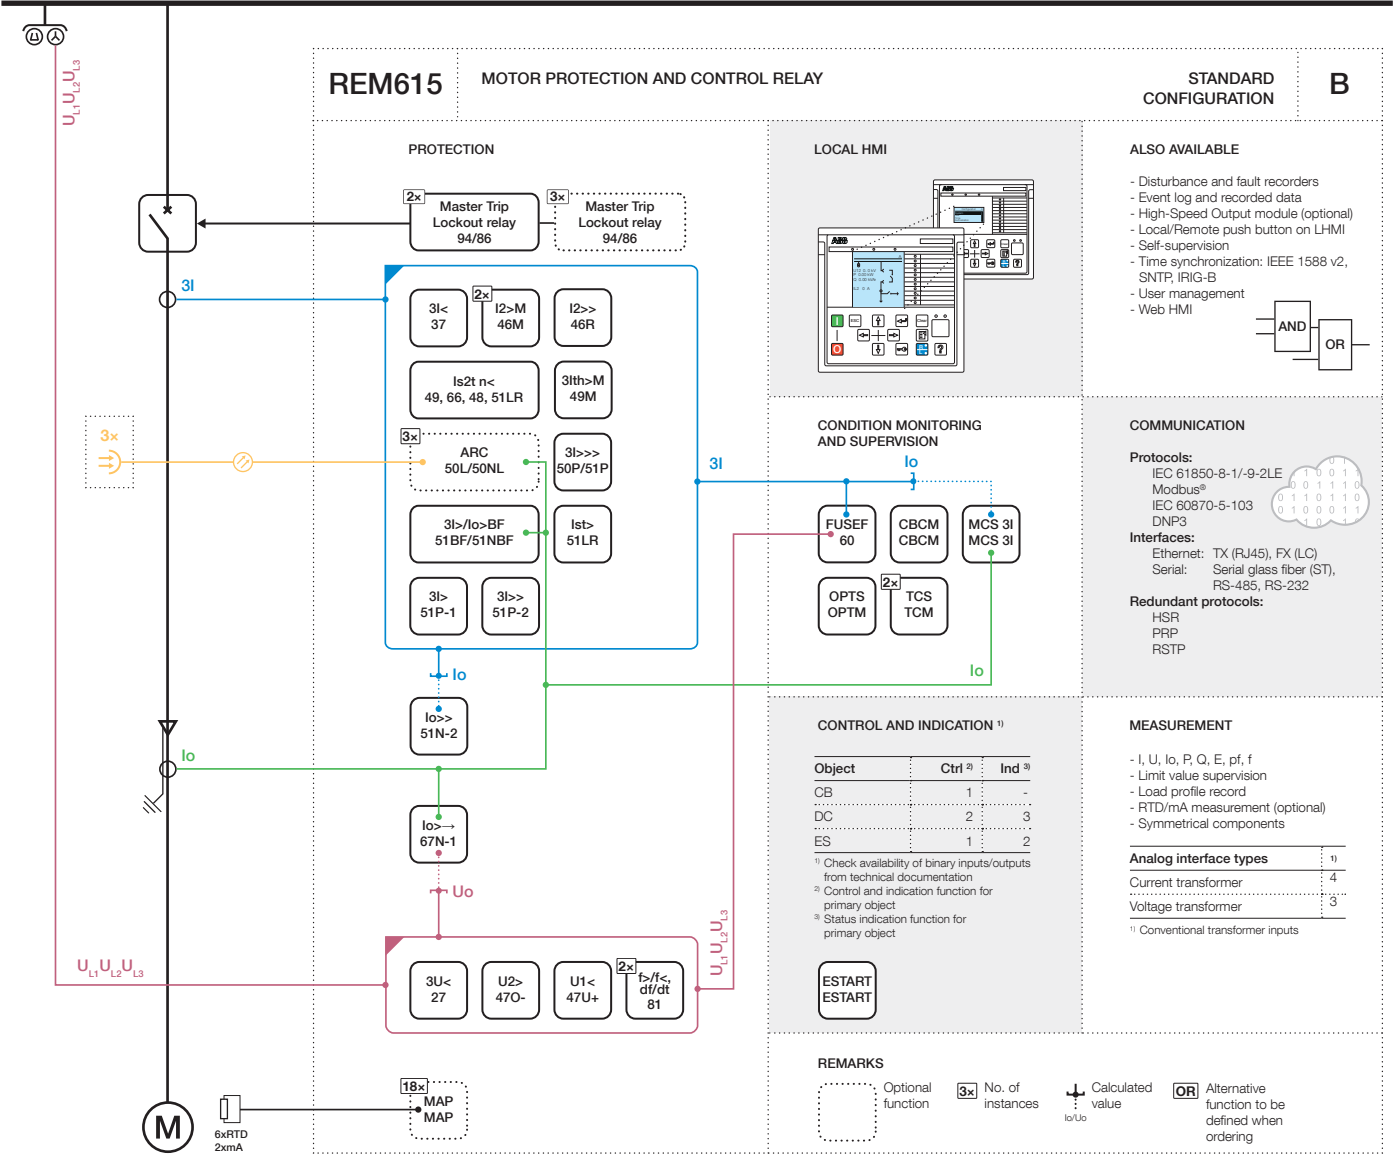 REM615
MOTOR PROTECTION AND CONTROL RELAY
STANDARD
CONFIGURATION
B
UL1UL2UL3
PROTECTION
2×
Master Trip
Lockout relay
94/86
3×
Master Trip
Lockout relay
94/86
3I
3I<
37
2×
I2>M
46M
I2>>
46R
Is2t n<
49, 66, 48, 51LR
3Ith>M
49M
3×
3×
ARC
50L/50NL
3I>>>
50P/51P
3I>/Io>BF
51BF/51NBF
Ist>
51LR
3I>
51P-1
3I>>
51P-2
Io
Io>>
51N-2
Io
Io>→
67N-1
Uo
UL1UL2UL3
3U<
27
U2>
47O-
U1<
47U+
2×
f>/f<,
df/dt
81
UL1UL2UL3
18×
MAP
MAP
M
6xRTD
2xmA
LOCAL HMI
ABB
ABB
ESC
Clear
I
O
?
CONDITION MONITORING
AND SUPERVISION
3I
Io
FUSEF
60
CBCM
CBCM
MCS 3I
MCS 3I
OPTS
OPTM
2×
TCS
TCM
Io
CONTROL AND INDICATION 1)
Object Ctrl 2) Ind 3)
CB 1 -
DC 2 3
ES 1 2
1) Check availability of binary inputs/outputs
from technical documentation
2) Control and indication function for
primary object
3) Status indication function for
primary object
ESTART
ESTART
ALSO AVAILABLE
- Disturbance and fault recorders
- Event log and recorded data
- High-Speed Output module (optional)
- Local/Remote push button on LHMI
- Self-supervision
- Time synchronization: IEEE 1588 v2,
SNTP, IRIG-B
- User management
- Web HMI
AND
OR
COMMUNICATION
Protocols:
IEC 61850-8-1/-9-2LE
Modbus®
IEC 60870-5-103
DNP3
Interfaces:
Ethernet: TX (RJ45), FX (LC)
Serial: Serial glass fiber (ST),
RS-485, RS-232
Redundant protocols:
HSR
PRP
RSTP
MEASUREMENT
- I, U, Io, P, Q, E, pf, f
- Limit value supervision
- Load profile record
- RTD/mA measurement (optional)
- Symmetrical components
Analog interface types 1)
Current transformer 4
Voltage transformer 3
1) Conventional transformer inputs
REMARKS
Optional
function
3×
No. of
instances
Io/Uo
Calculated
value
OR
Alternative
function to be
defined when
ordering